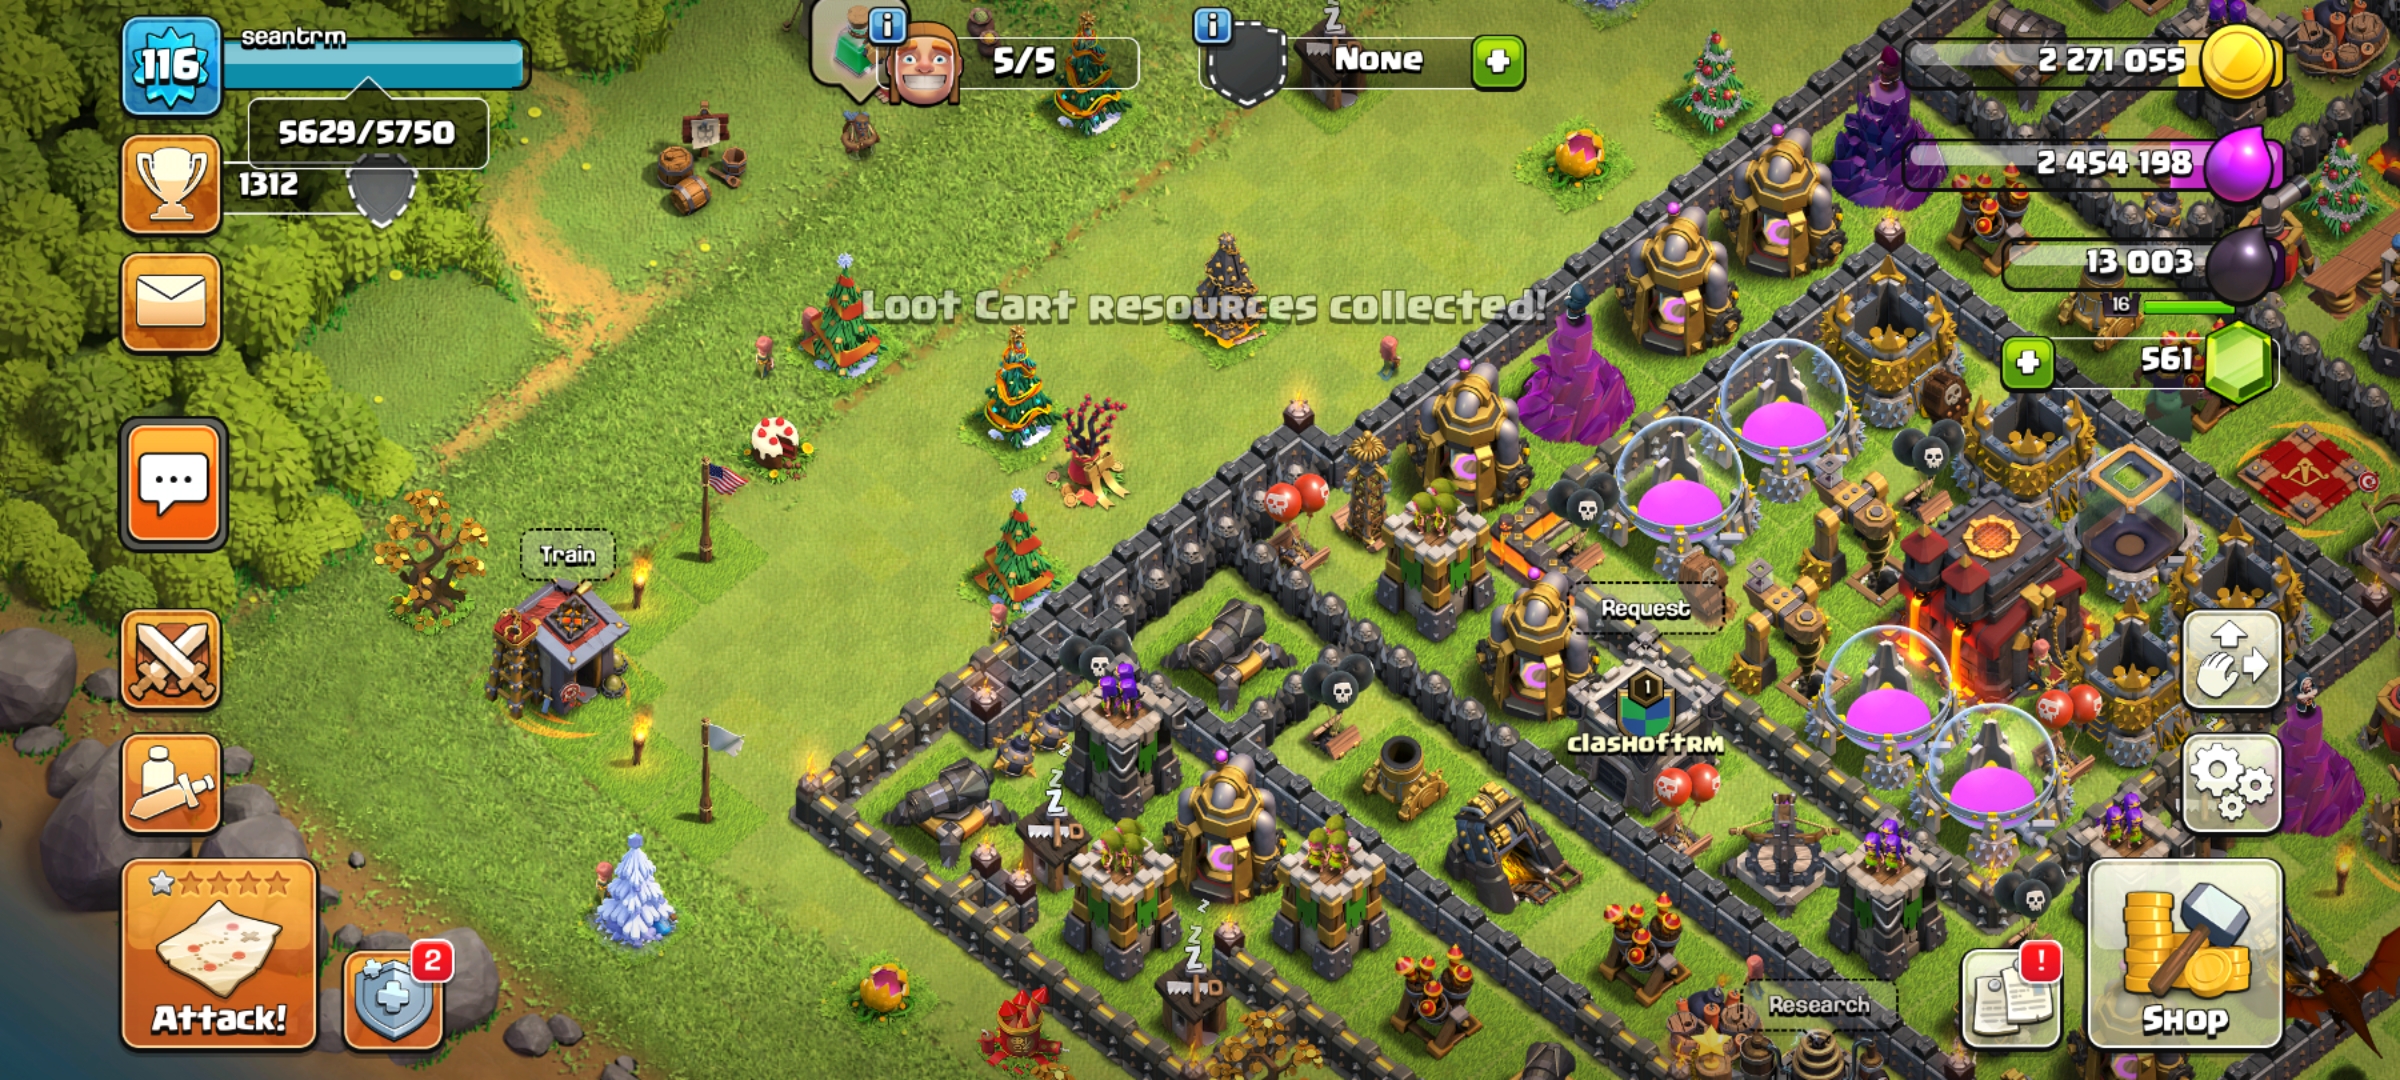 116
seantrm
5629/5750
1312
5/5
None
2 271 055
2 454 198
13 003
16
561
Loot Cart resources collected!
Train
Request
1
clashoftrm
z
Z
Z
z
Z
Z
Research
2
!
Attack!
Shop